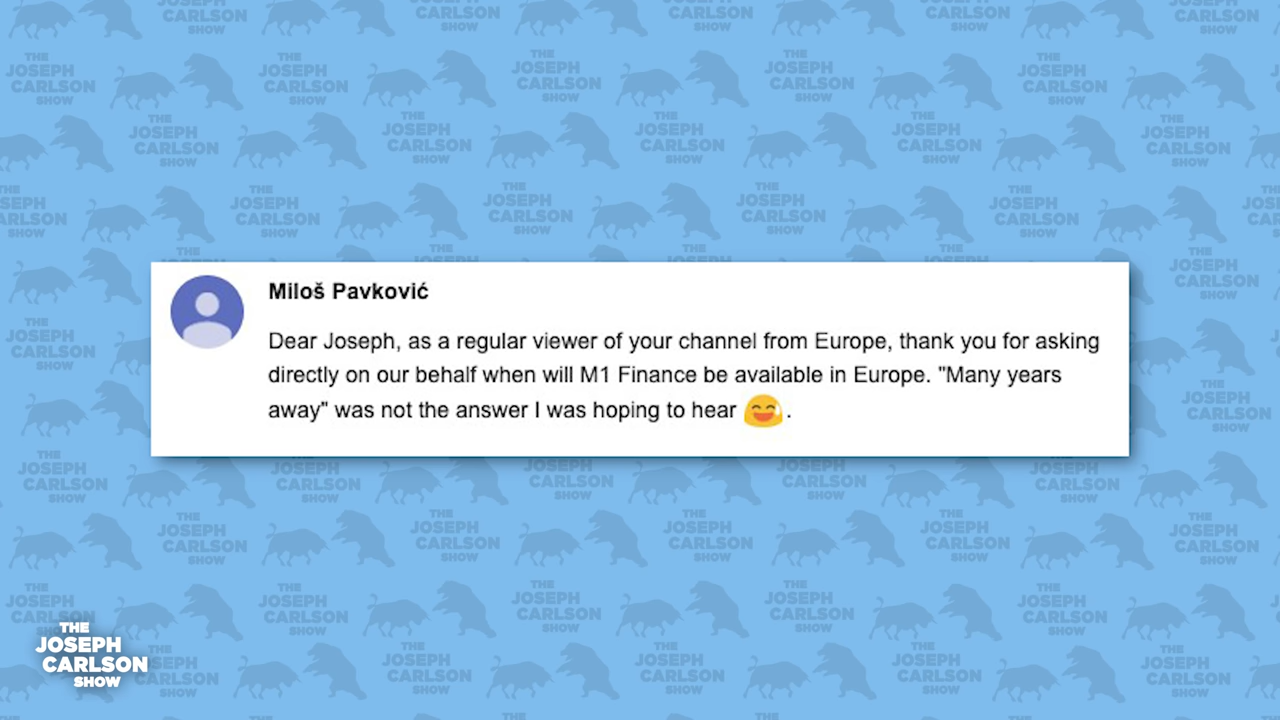 Miloš Pavković
Dear Joseph, as a regular viewer of your channel from Europe, thank you for asking
directly on our behalf when will M1 Finance be available in Europe. "Many years
away" was not the answer I was hoping to hear 😅.
THE
JOSEPH
CARLSON
SHOW